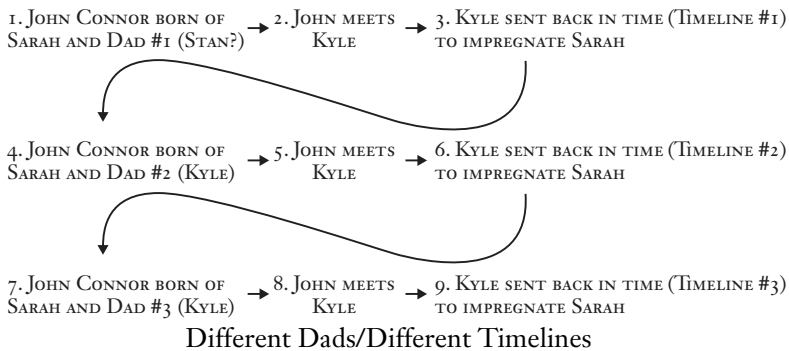 1. John Connor born of
Sarah and Dad #1 (Stan?)
2. John meets
Kyle
3. Kyle sent back in time (Timeline #1)
to impregnate Sarah
4. John Connor born of
Sarah and Dad #2 (Kyle)
5. John meets
Kyle
6. Kyle sent back in time (Timeline #2)
to impregnate Sarah
7. John Connor born of
Sarah and Dad #3 (Kyle)
8. John meets
Kyle
9. Kyle sent back in time (Timeline #3)
to impregnate Sarah
Different Dads/Different Timelines